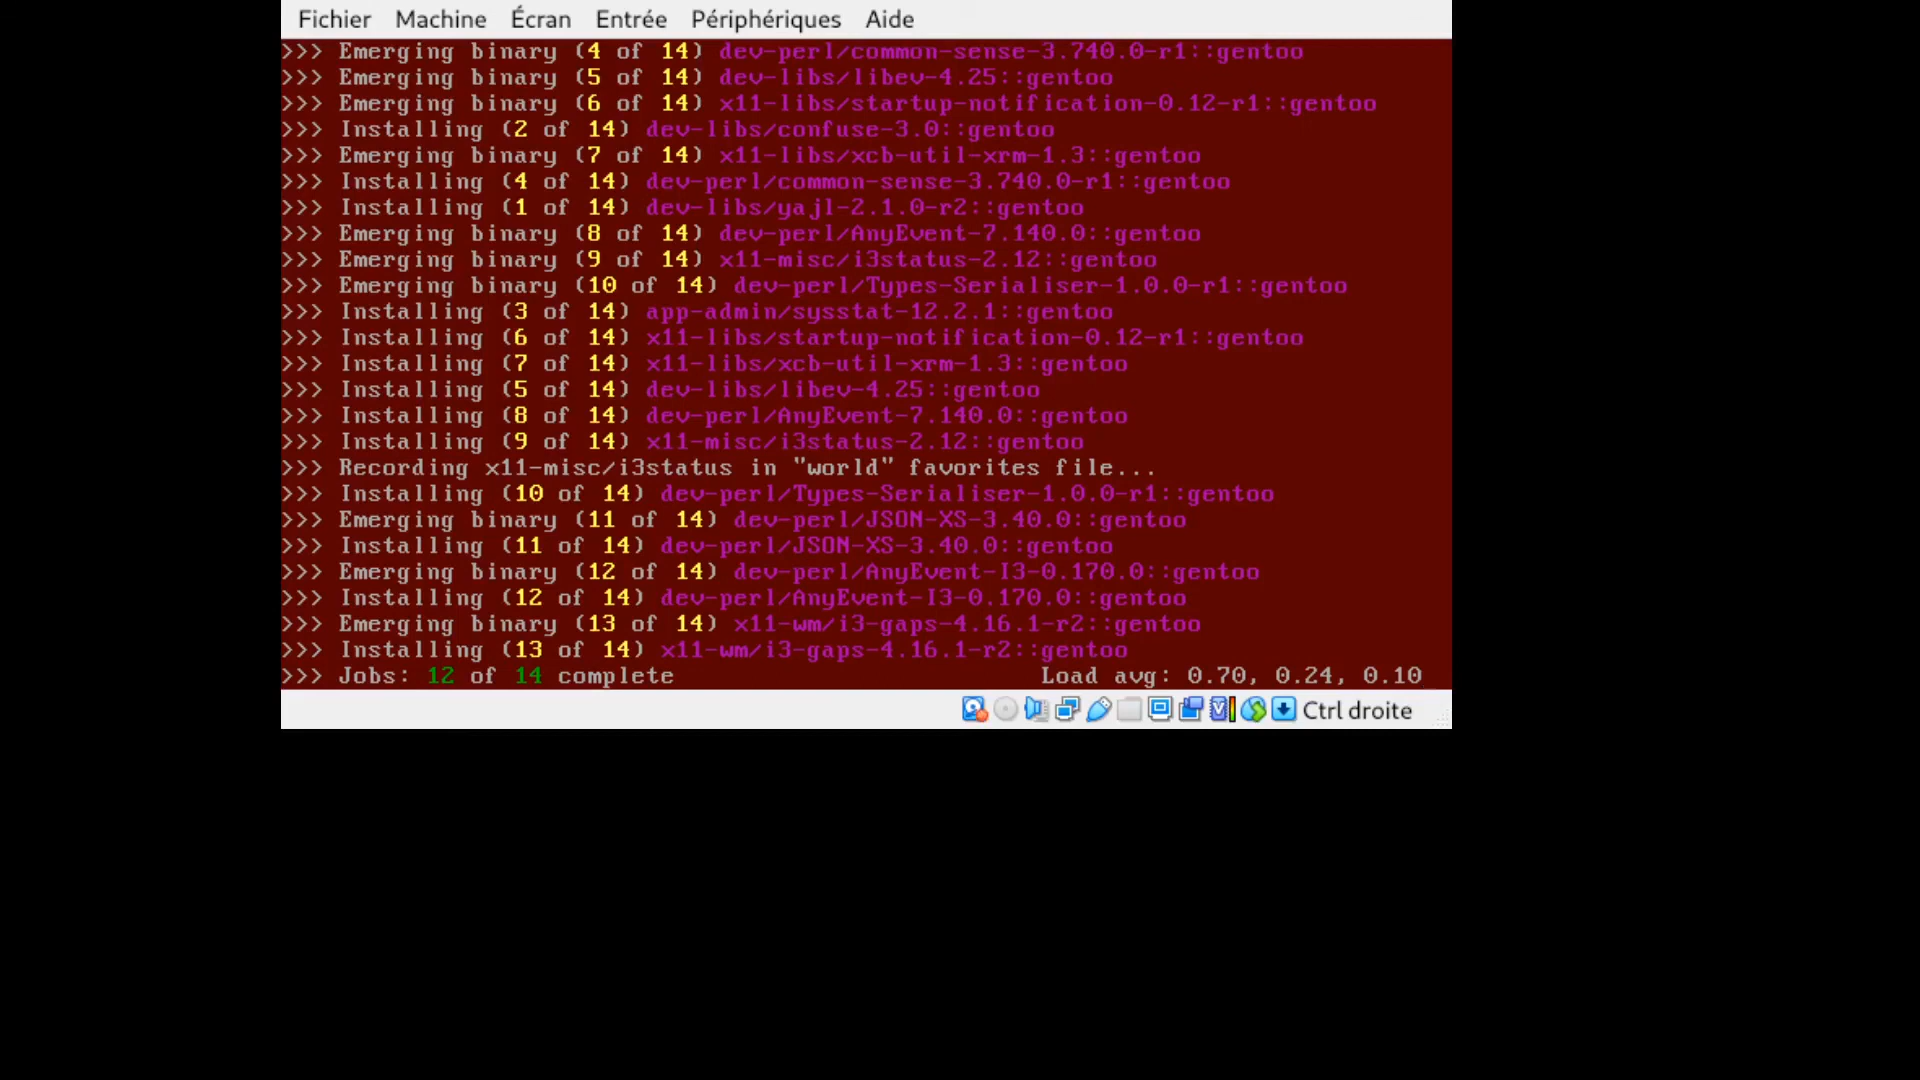 Fichier Machine Écran Entrée Périphériques Aide
>>> Emerging binary (4 of 14) dev-perl/common-sense-3.740.0-r1::gentoo
>>> Emerging binary (5 of 14) dev-libs/libev-4.25::gentoo
>>> Emerging binary (6 of 14) x11-libs/startup-notification-0.12-r1::gentoo
>>> Installing (2 of 14) dev-libs/confuse-3.0::gentoo
>>> Emerging binary (7 of 14) x11-libs/xcb-util-xrm-1.3::gentoo
>>> Installing (4 of 14) dev-perl/common-sense-3.740.0-r1::gentoo
>>> Installing (1 of 14) dev-libs/yajl-2.1.0-r2::gentoo
>>> Emerging binary (8 of 14) dev-perl/AnyEvent-7.140.0::gentoo
>>> Emerging binary (9 of 14) x11-misc/i3status-2.12::gentoo
>>> Emerging binary (10 of 14) dev-perl/Types-Serialiser-1.0.0-r1::gentoo
>>> Installing (3 of 14) app-admin/sysstat-12.2.1::gentoo
>>> Installing (6 of 14) x11-libs/startup-notification-0.12-r1::gentoo
>>> Installing (7 of 14) x11-libs/xcb-util-xrm-1.3::gentoo
>>> Installing (5 of 14) dev-libs/libev-4.25::gentoo
>>> Installing (8 of 14) dev-perl/AnyEvent-7.140.0::gentoo
>>> Installing (9 of 14) x11-misc/i3status-2.12::gentoo
>>> Recording x11-misc/i3status in "world" favorites file...
>>> Installing (10 of 14) dev-perl/Types-Serialiser-1.0.0-r1::gentoo
>>> Emerging binary (11 of 14) dev-perl/JSON-XS-3.40.0::gentoo
>>> Installing (11 of 14) dev-perl/JSON-XS-3.40.0::gentoo
>>> Emerging binary (12 of 14) dev-perl/AnyEvent-I3-0.170.0::gentoo
>>> Installing (12 of 14) dev-perl/AnyEvent-I3-0.170.0::gentoo
>>> Emerging binary (13 of 14) x11-wm/i3-gaps-4.16.1-r2::gentoo
>>> Installing (13 of 14) x11-wm/i3-gaps-4.16.1-r2::gentoo
>>> Jobs: 12 of 14 complete Load avg: 0.70, 0.24, 0.10
Ctrl droite